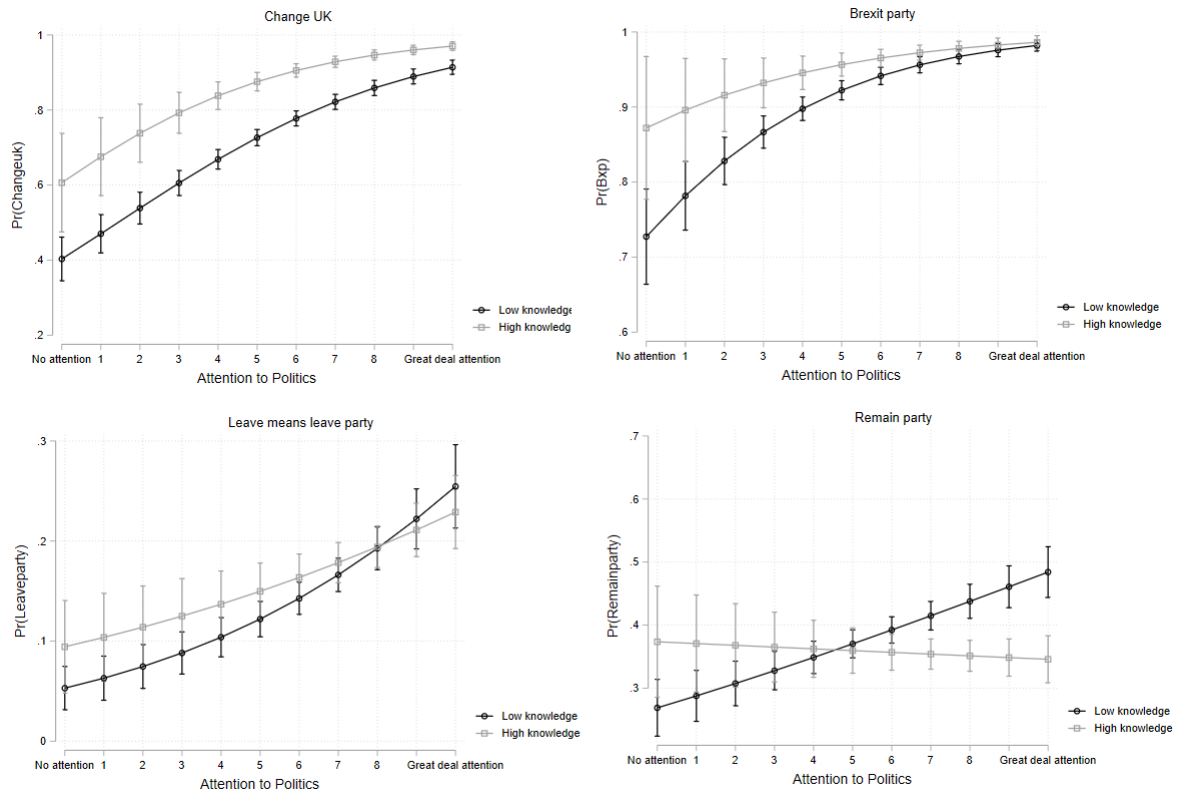 Change UK
Pr(Changeuk)
1
.8
.6
.4
.2
No attention 1 2 3 4 5 6 7 8 Great deal attention
Attention to Politics
Low knowledge
High knowledg
Brexit party
Pr(Bxp)
1
.9
.8
.7
.6
No attention 1 2 3 4 5 6 7 8 Great deal attention
Attention to Politics
Low knowledge
High knowledge
Leave means leave party
Pr(Leaveparty)
.3
.2
.1
0
No attention 1 2 3 4 5 6 7 8 Great deal attention
Attention to Politics
Low knowledge
High knowledge
Remain party
Pr(Remainparty)
.7
.6
.5
.4
.3
No attention 1 2 3 4 5 6 7 8 Great deal attention
Attention to Politics
Low knowledge
High knowledge